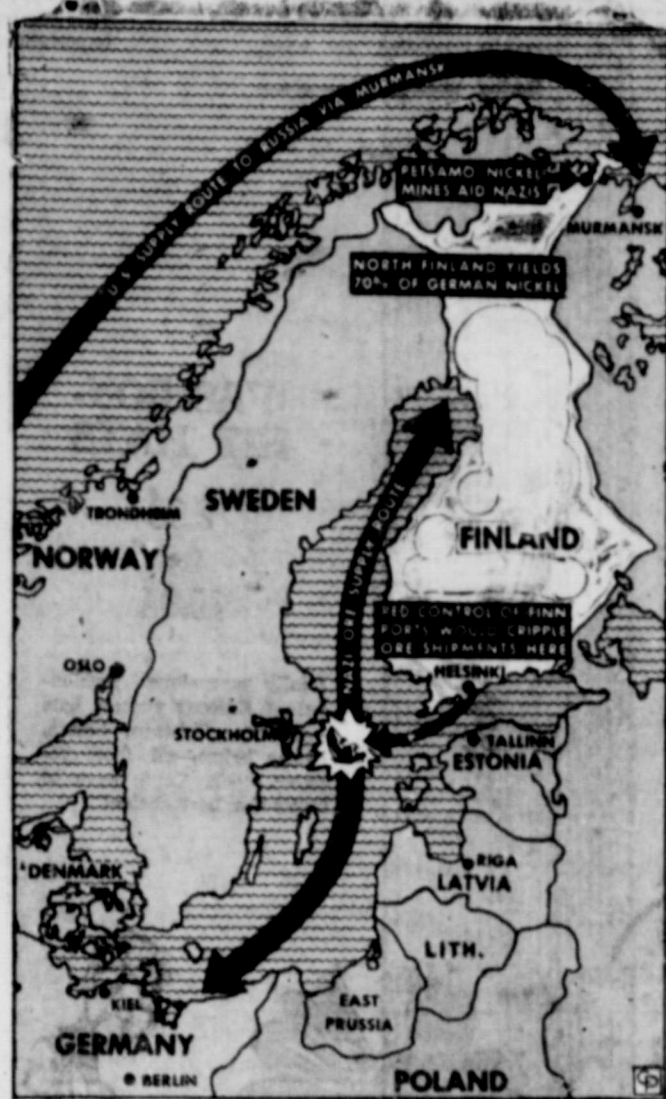 U.S. SUPPLY ROUTE TO RUSSIA VIA MURMANSK
PETSAMO NICKEL
MINES AID NAZIS
MURMANSK
NORTH FINLAND YIELDS
70% OF GERMAN NICKEL
NAZI ORE SUPPLY ROUTE
SWEDEN
TRONDHEIM
NORWAY
FINLAND
RED CONTROL OF FINN
PORTS WOULD CRIPPLE
ORE SHIPMENTS HERE
OSLO
HELSINKI
STOCKHOLM
TALLINN
ESTONIA
DENMARK
RIGA
LATVIA
LITH.
KIEL
EAST
PRUSSIA
GERMANY
BERLIN
POLAND